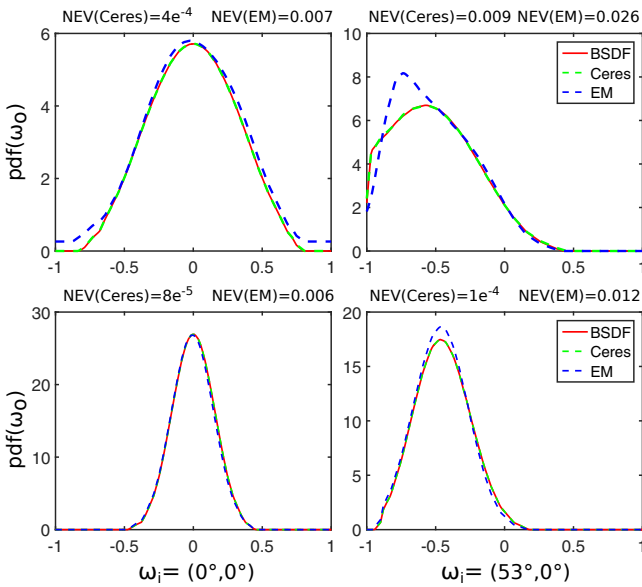 NEV(Ceres)=4e-4 NEV(EM)=0.007
NEV(Ceres)=0.009 NEV(EM)=0.026
pdf(ωo)
6
4
2
0
-1 -0.5 0 0.5 1
10
8
6
4
2
0
-1 -0.5 0 0.5 1
BSDF
Ceres
EM
NEV(Ceres)=8e-5 NEV(EM)=0.006
NEV(Ceres)=1e-4 NEV(EM)=0.012
pdf(ωo)
30
20
10
0
-1 -0.5 0 0.5 1
ωi= (0°,0°)
20
15
10
5
0
-1 -0.5 0 0.5 1
BSDF
Ceres
EM
ωi= (53°,0°)